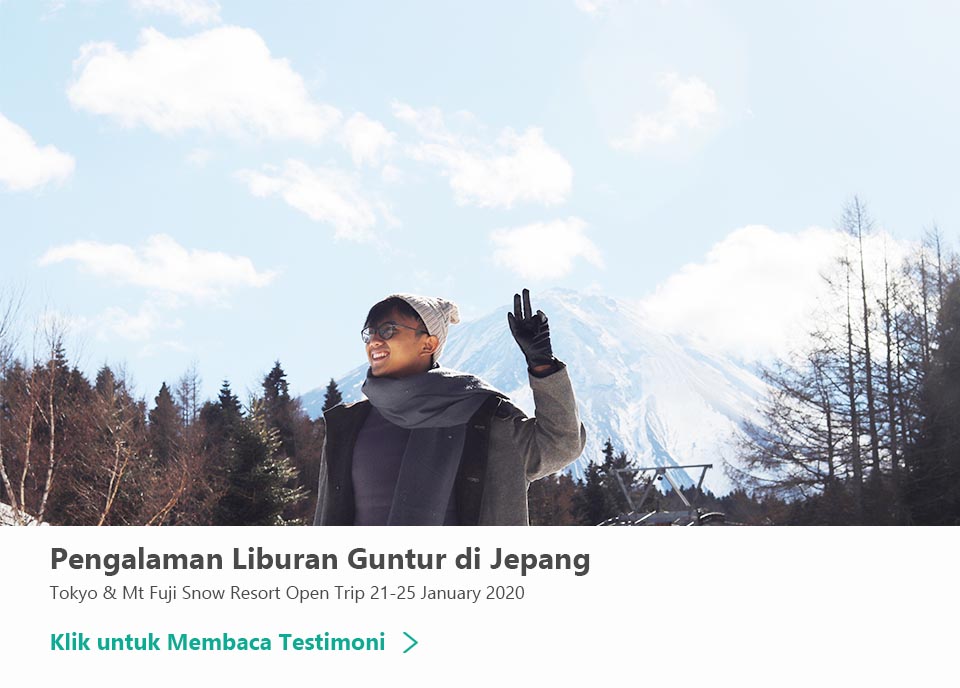 Pengalaman Liburan Guntur di Jepang
Tokyo & Mt Fuji Snow Resort Open Trip 21-25 January 2020
Klik untuk Membaca Testimoni